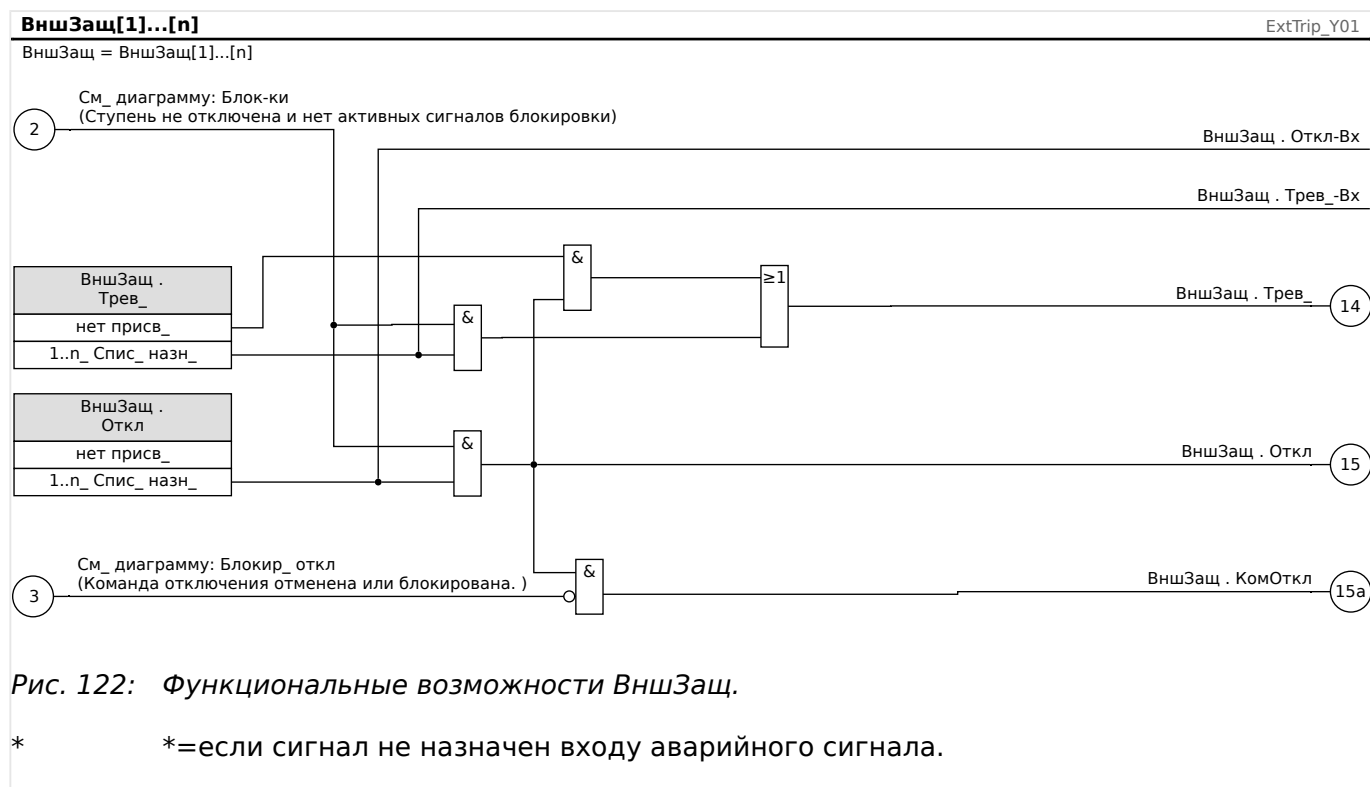 ВншЗащ[1]...[n]
ExtTrip_Y01
ВншЗащ = ВншЗащ[1]...[n]
См_ диаграмму: Блок-ки
(Ступень не отключена и нет активных сигналов блокировки)
2
ВншЗащ . Откл-Вх
ВншЗащ . Трев_-Вх
&
ВншЗащ .
Трев_
≥1
нет присв_
&
ВншЗащ . Трев_
14
1..n_ Спис_ назн_
ВншЗащ .
Откл
нет присв_
&
ВншЗащ . Откл
15
1..n_ Спис_ назн_
См_ диаграмму: Блокир_ откл
(Команда отключения отменена или блокирована. )
3
&
ВншЗащ . КомОткл
15a
Рис. 122: Функциональные возможности ВншЗащ.
* *=если сигнал не назначен входу аварийного сигнала.